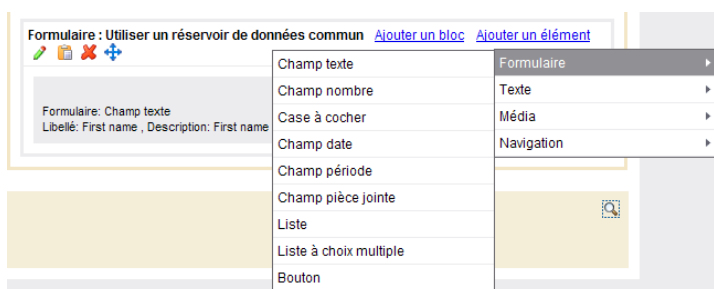 Formulaire : Utiliser un réservoir de données commun Ajouter un bloc Ajouter un élément
Formulaire: Champ texte
Libellé: First name , Description: First name
Champ texte
Champ nombre
Case à cocher
Champ date
Champ période
Champ pièce jointe
Liste
Liste à choix multiple
Bouton
Formulaire
Texte
Média
Navigation